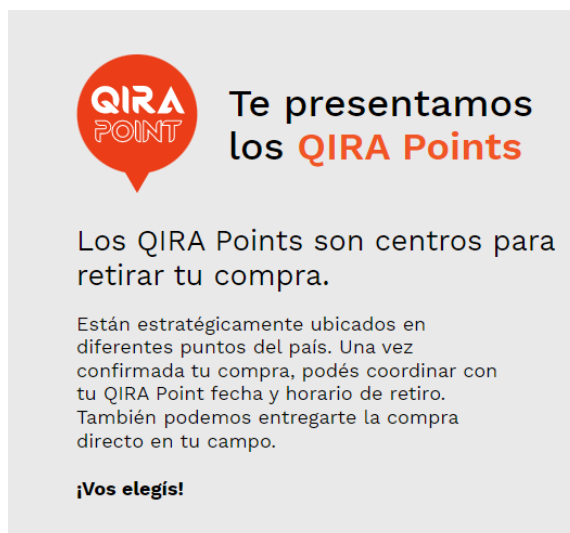 QIRA
POINT
Te presentamos
los QIRA Points
Los QIRA Points son centros para
retirar tu compra.
Están estratégicamente ubicados en
diferentes puntos del país. Una vez
confirmada tu compra, podés coordinar con
tu QIRA Point fecha y horario de retiro.
También podemos entregarte la compra
directo en tu campo.
¡Vos elegís!